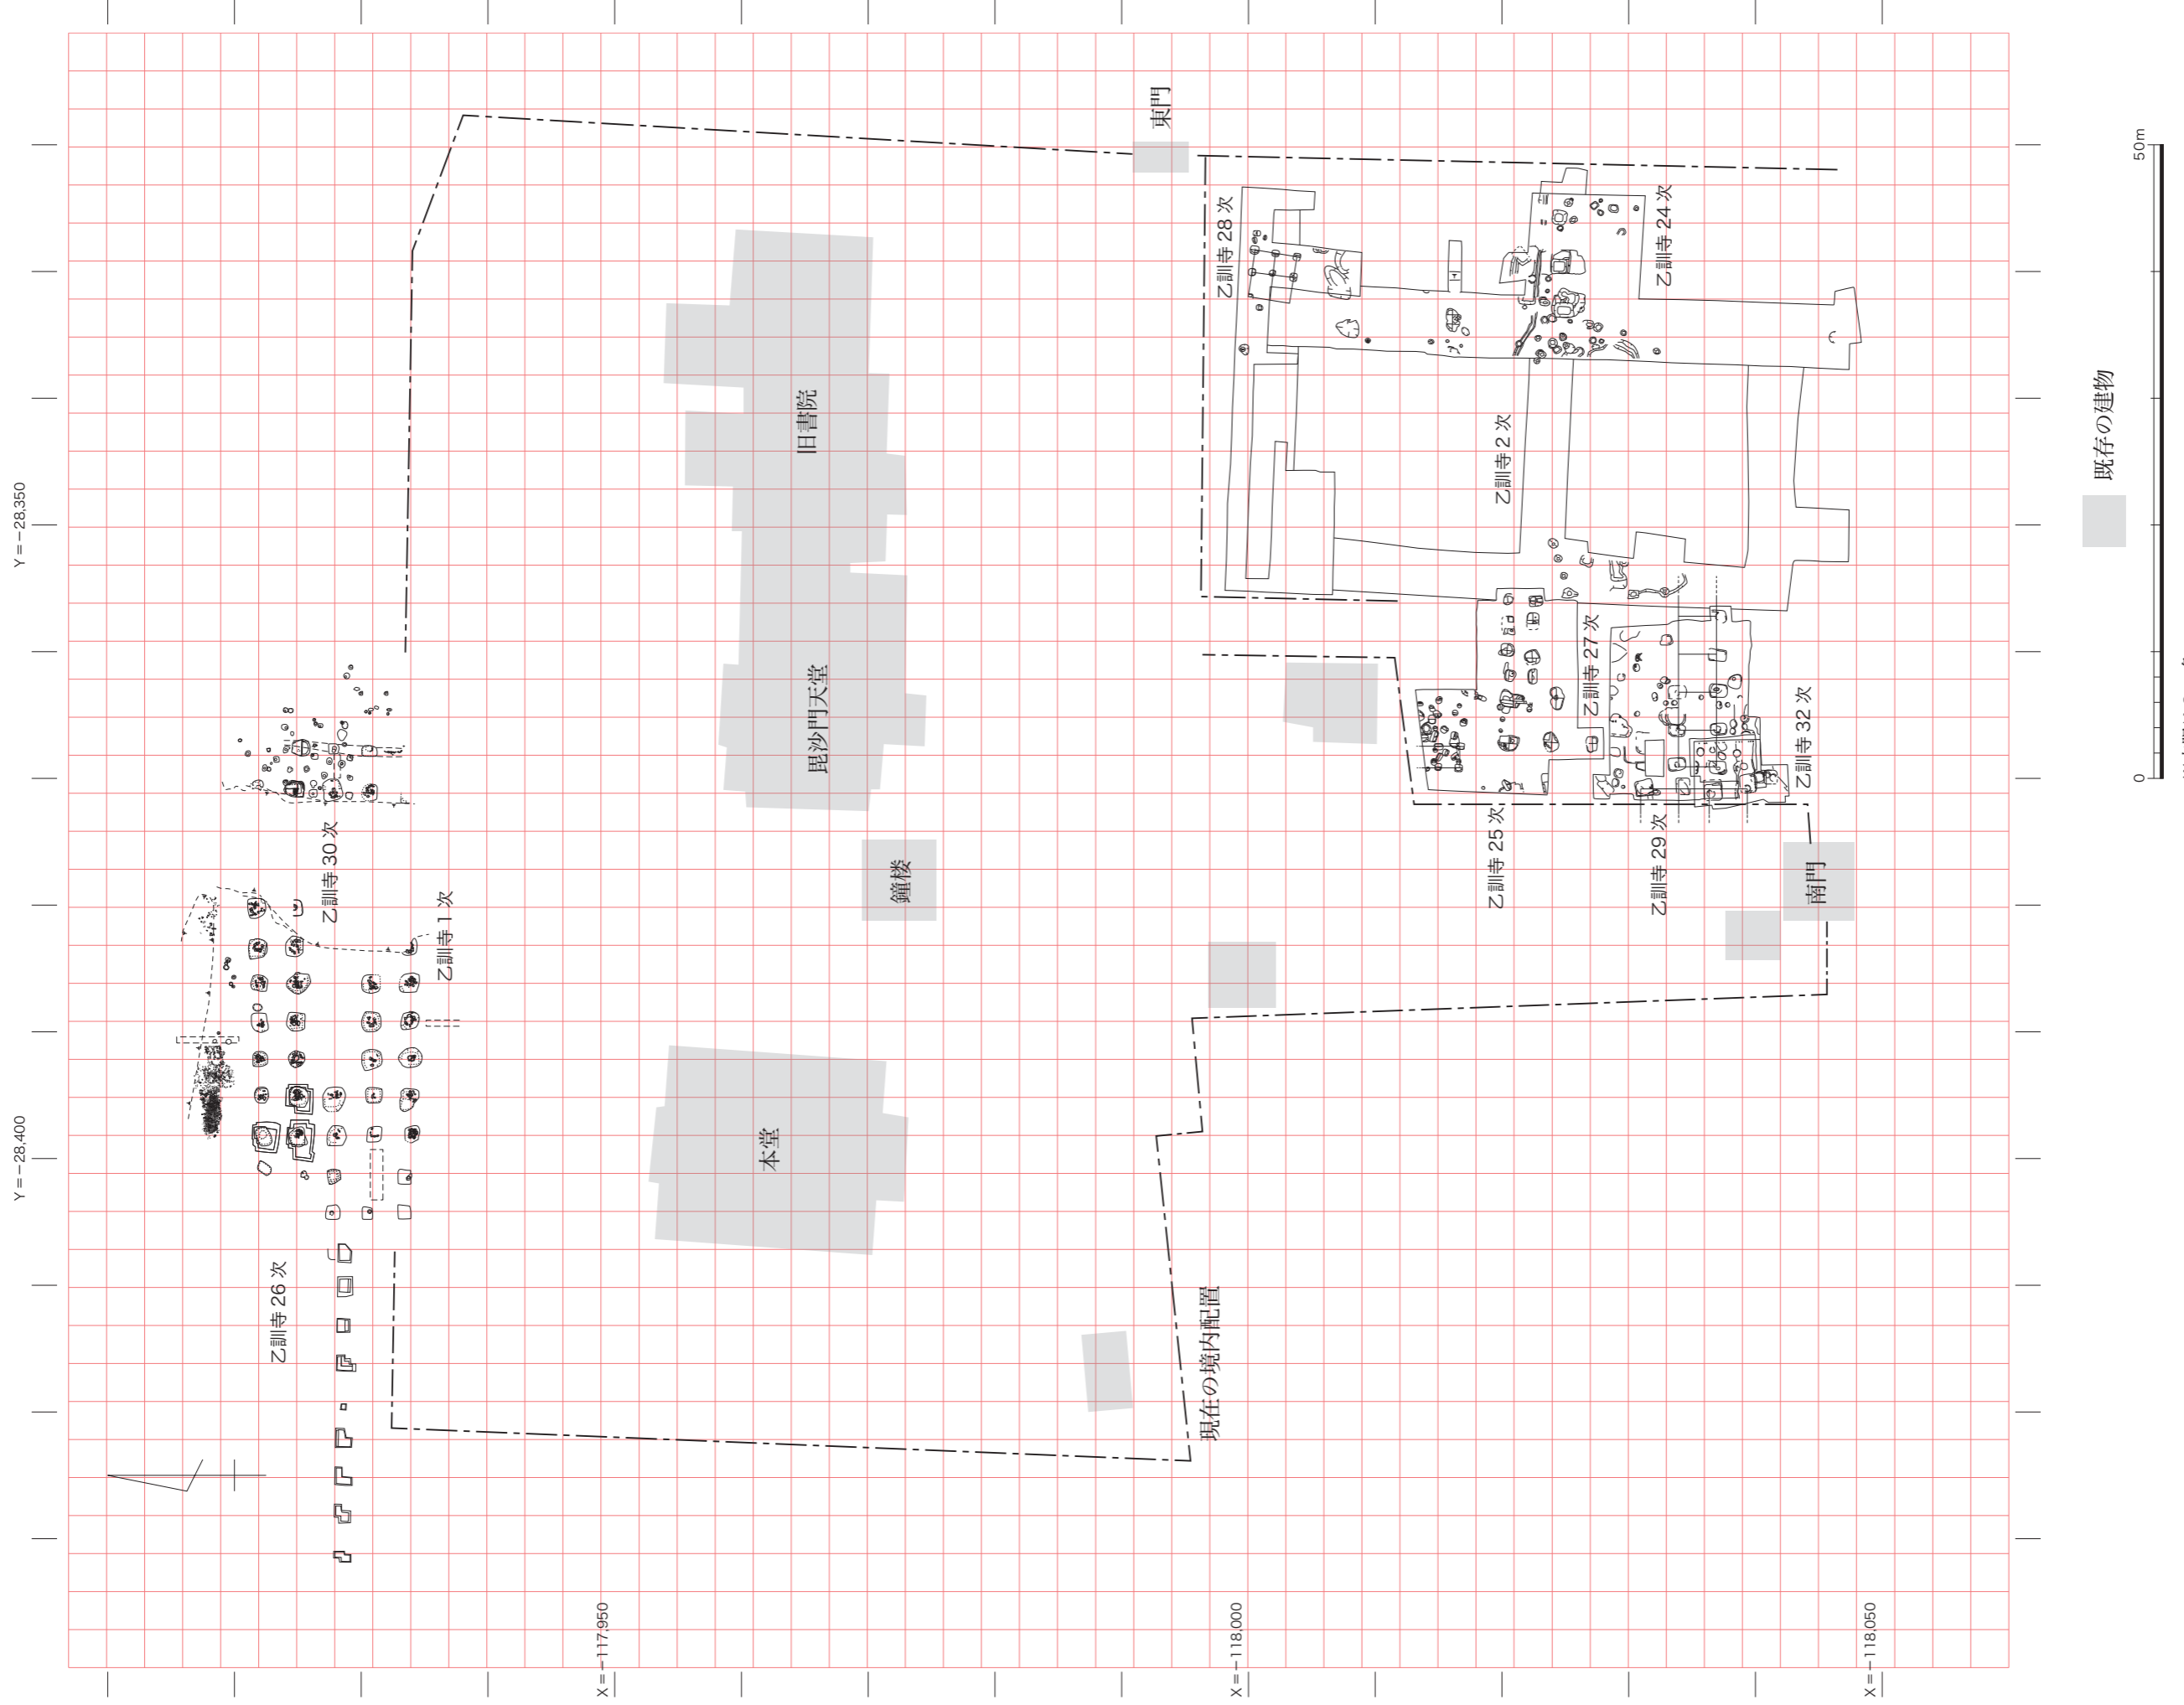 Y＝−28,350
Y＝−28,400
X＝−117,950
X＝−118,000
X＝−118,050
東門
旧書院
毘沙門天堂
鐘楼
本堂
南門
現在の境内配置
乙訓寺 28 次
乙訓寺 24 次
乙訓寺 2 次
乙訓寺 27 次
乙訓寺 25 次
乙訓寺 29 次
乙訓寺 32 次
乙訓寺 30 次
乙訓寺 1 次
乙訓寺 26 次
既存の建物
0
50m